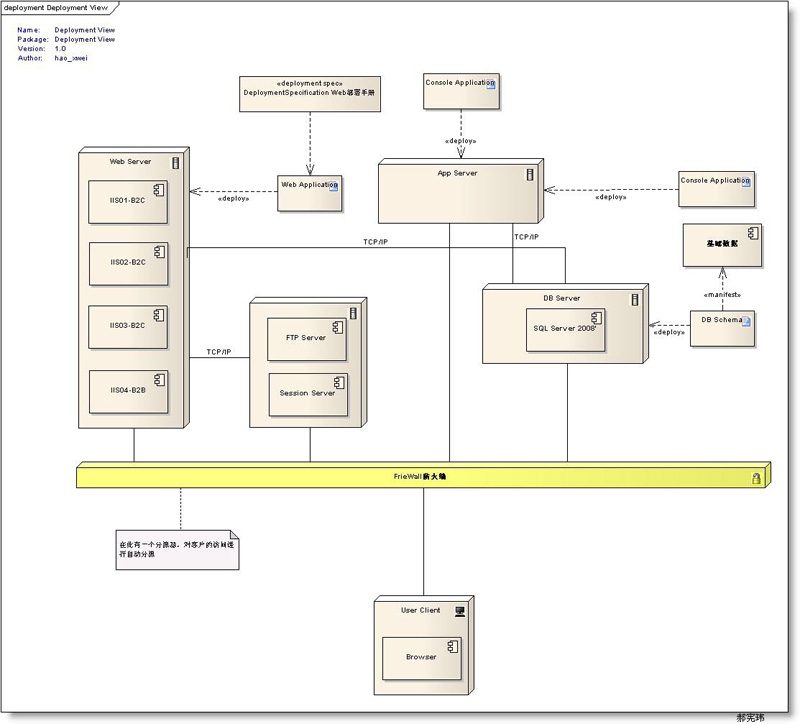 deployment Deployment View
Name: Deployment View
Package: Deployment View
Version: 1.0
Author: hao_xwei
«deployment spec»
DeploymentSpecification Web部署手册
Console Application
«deploy»
Web Server
Web Application
«deploy»
App Server
Console Application
«deploy»
IIS01-B2C
IIS02-B2C
IIS03-B2C
IIS04-B2B
TCP/IP
TCP/IP
基础数据
«manifest»
DB Server
SQL Server 2008'
DB Schema
«deploy»
FTP Server
Session Server
TCP/IP
FrieWall防火墙
在此有一个分流器，对客户的访问进
行自动分流
User Client
Browser
郝宪玮